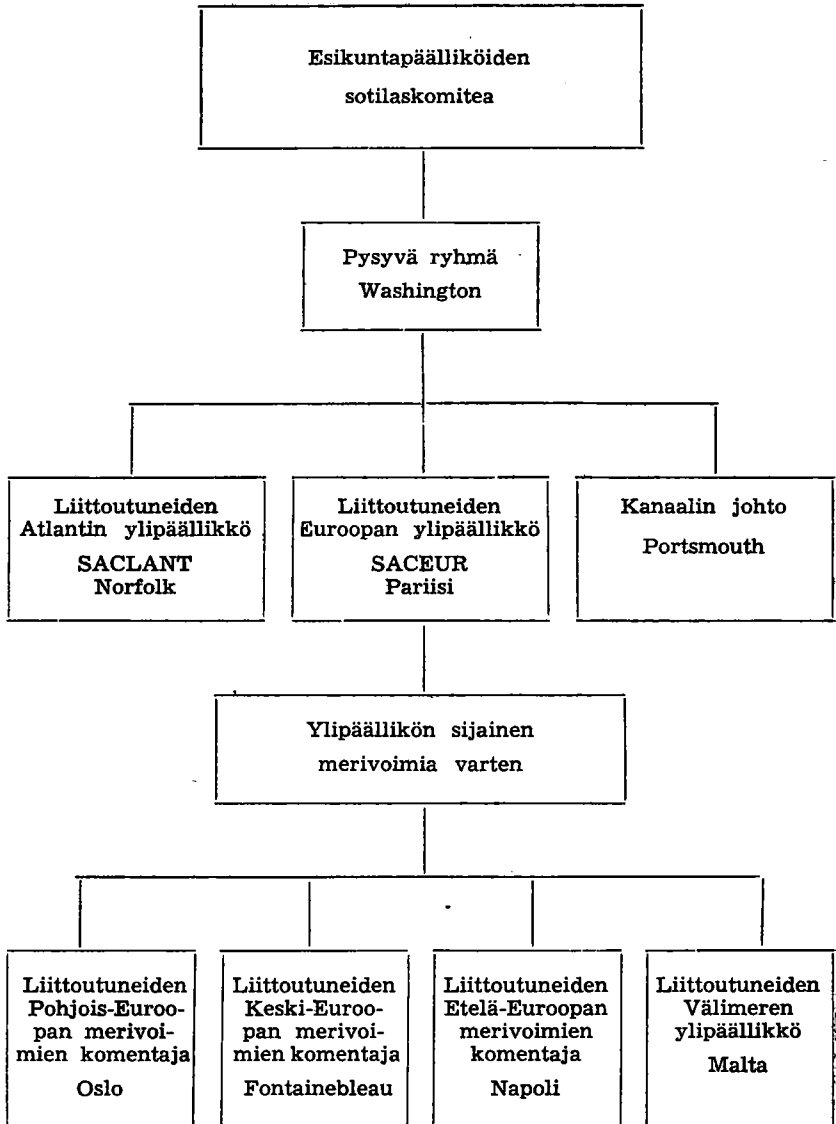 Esikuntapäälliköiden
sotilaskomitea
Pysyvä ryhmä
Washington
Liittoutuneiden
Atlantin ylipäällikkö
SACLANT
Norfolk
Liittoutuneiden
Euroopan ylipäällikkö
SACEUR
Pariisi
Kanaalin johto
Portsmouth
Ylipäällikön sijainen
merivoimia varten
Liittoutuneiden
Pohjois-Euroo-
pan merivoi-
mien komentaja
Oslo
Liittoutuneiden
Keski-Euroo-
pan merivoi-
mien komentaja
Fontainebleau
Liittoutuneiden
Etelä-Euroopan
merivoimien
komentaja
Napoli
Liittoutuneiden
Välimeren
ylipäällikkö
Malta